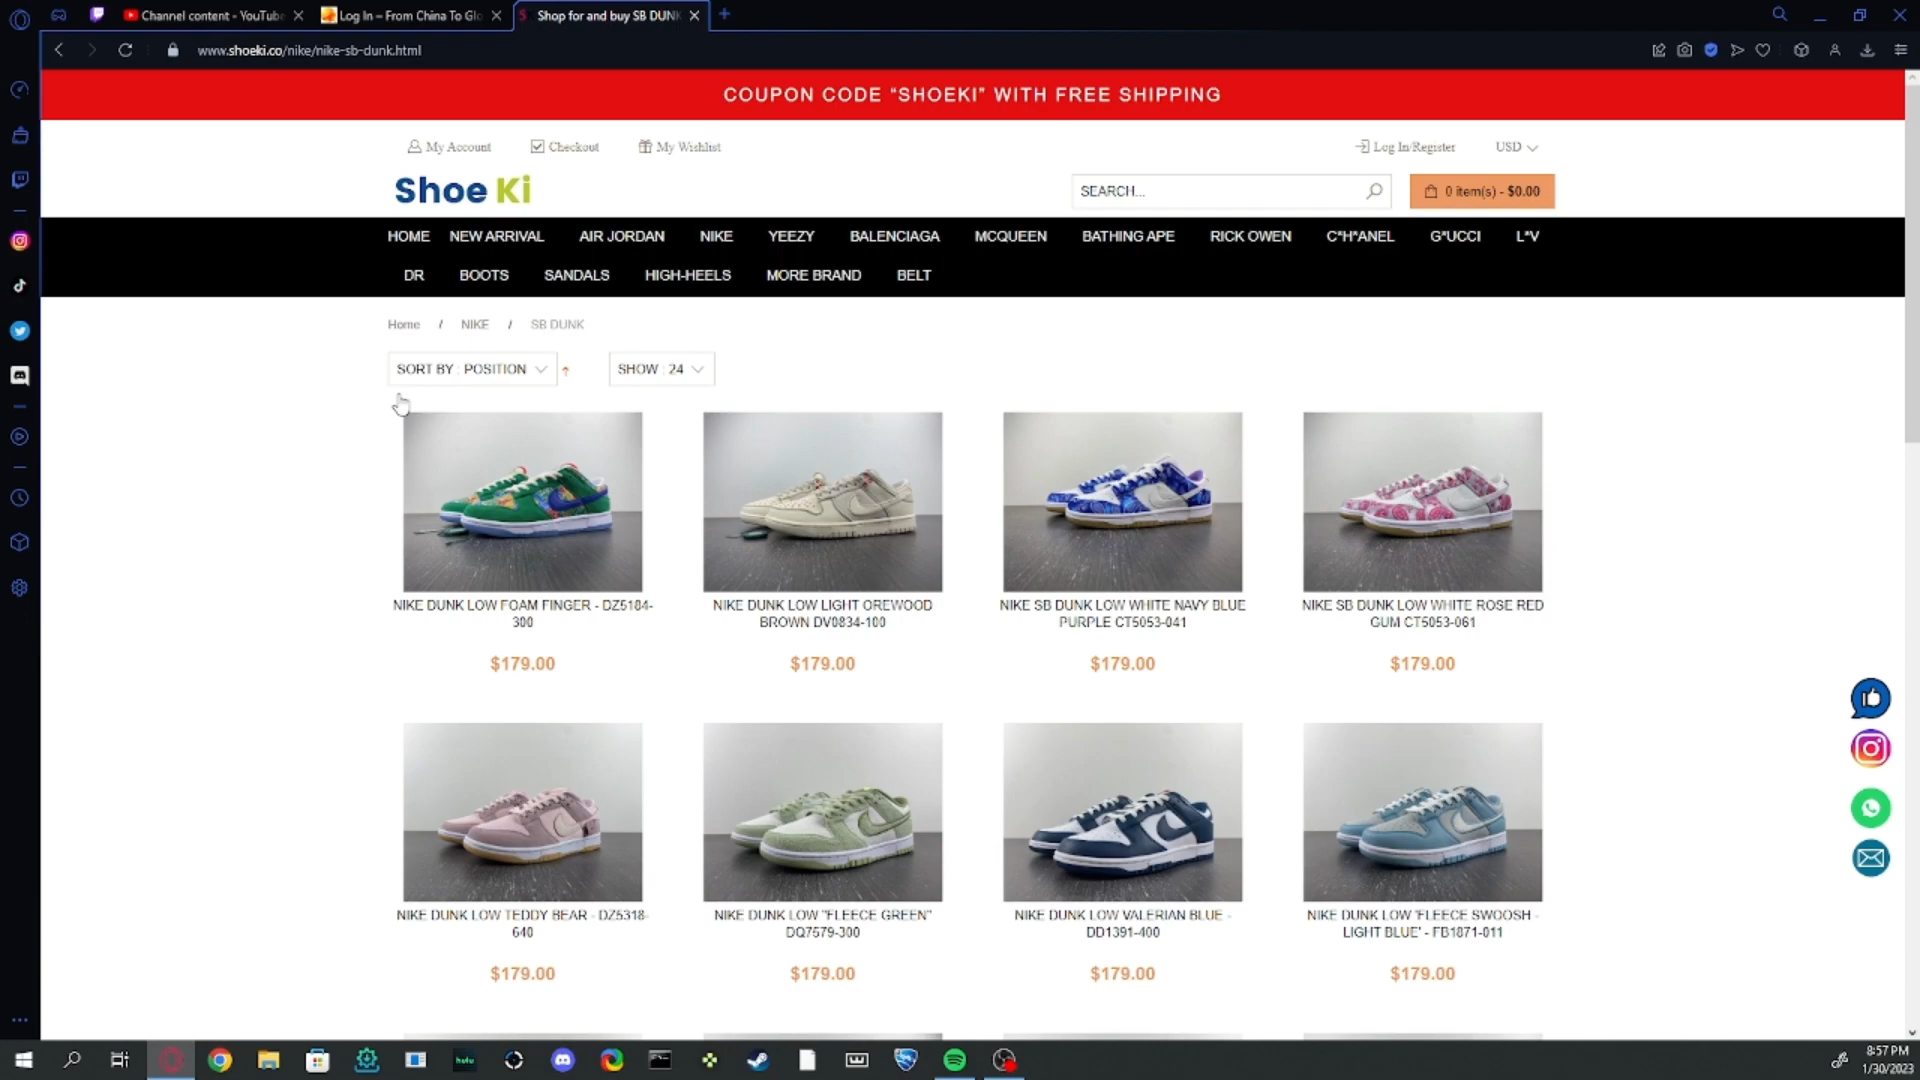 Channel content - YouTube
Log In – From China To Glo
Shop for and buy SB DUNK
www.shoeki.co/nike/nike-sb-dunk.html
COUPON CODE “SHOEKI” WITH FREE SHIPPING
My Account
Checkout
My Wishlist
Log In/Register
USD
Shoe Ki
SEARCH...
0 item(s) - $0.00
HOME NEW ARRIVAL AIR JORDAN NIKE YEEZY BALENCIAGA MCQUEEN BATHING APE RICK OWEN C*H*ANEL G*UCCI L*V
DR BOOTS SANDALS HIGH-HEELS MORE BRAND BELT
Home / NIKE / SB DUNK
SORT BY : POSITION
SHOW : 24
NIKE DUNK LOW FOAM FINGER - DZ5184-
300
$179.00
NIKE DUNK LOW LIGHT OREWOOD
BROWN DV0834-100
$179.00
NIKE SB DUNK LOW WHITE NAVY BLUE
PURPLE CT5053-041
$179.00
NIKE SB DUNK LOW WHITE ROSE RED
GUM CT5053-061
$179.00
NIKE DUNK LOW TEDDY BEAR - DZ5318-
640
$179.00
NIKE DUNK LOW "FLEECE GREEN"
DQ7579-300
$179.00
NIKE DUNK LOW VALERIAN BLUE -
DD1391-400
$179.00
NIKE DUNK LOW 'FLEECE SWOOSH -
LIGHT BLUE' - FB1871-011
$179.00
hulu
8:57 PM
1/30/2023